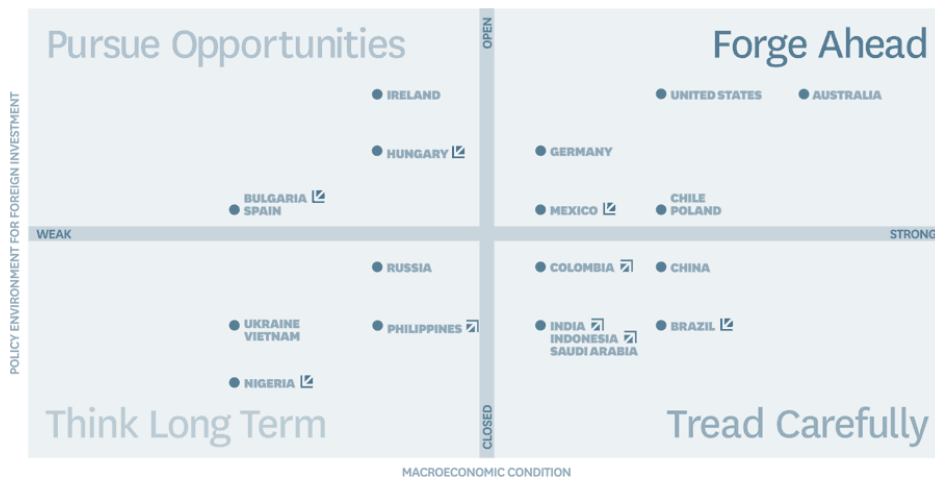 Pursue Opportunities
OPEN
Forge Ahead
IRELAND
UNITED STATES
AUSTRALIA
HUNGARY
GERMANY
BULGARIA
SPAIN
MEXICO
CHILE
POLAND
POLICY ENVIRONMENT FOR FOREIGN INVESTMENT
WEAK
STRONG
RUSSIA
COLOMBIA
CHINA
UKRAINE
VIETNAM
PHILIPPINES
INDIA
INDONESIA
SAUDI ARABIA
BRAZIL
NIGERIA
Think Long Term
CLOSED
Tread Carefully
MACROECONOMIC CONDITION